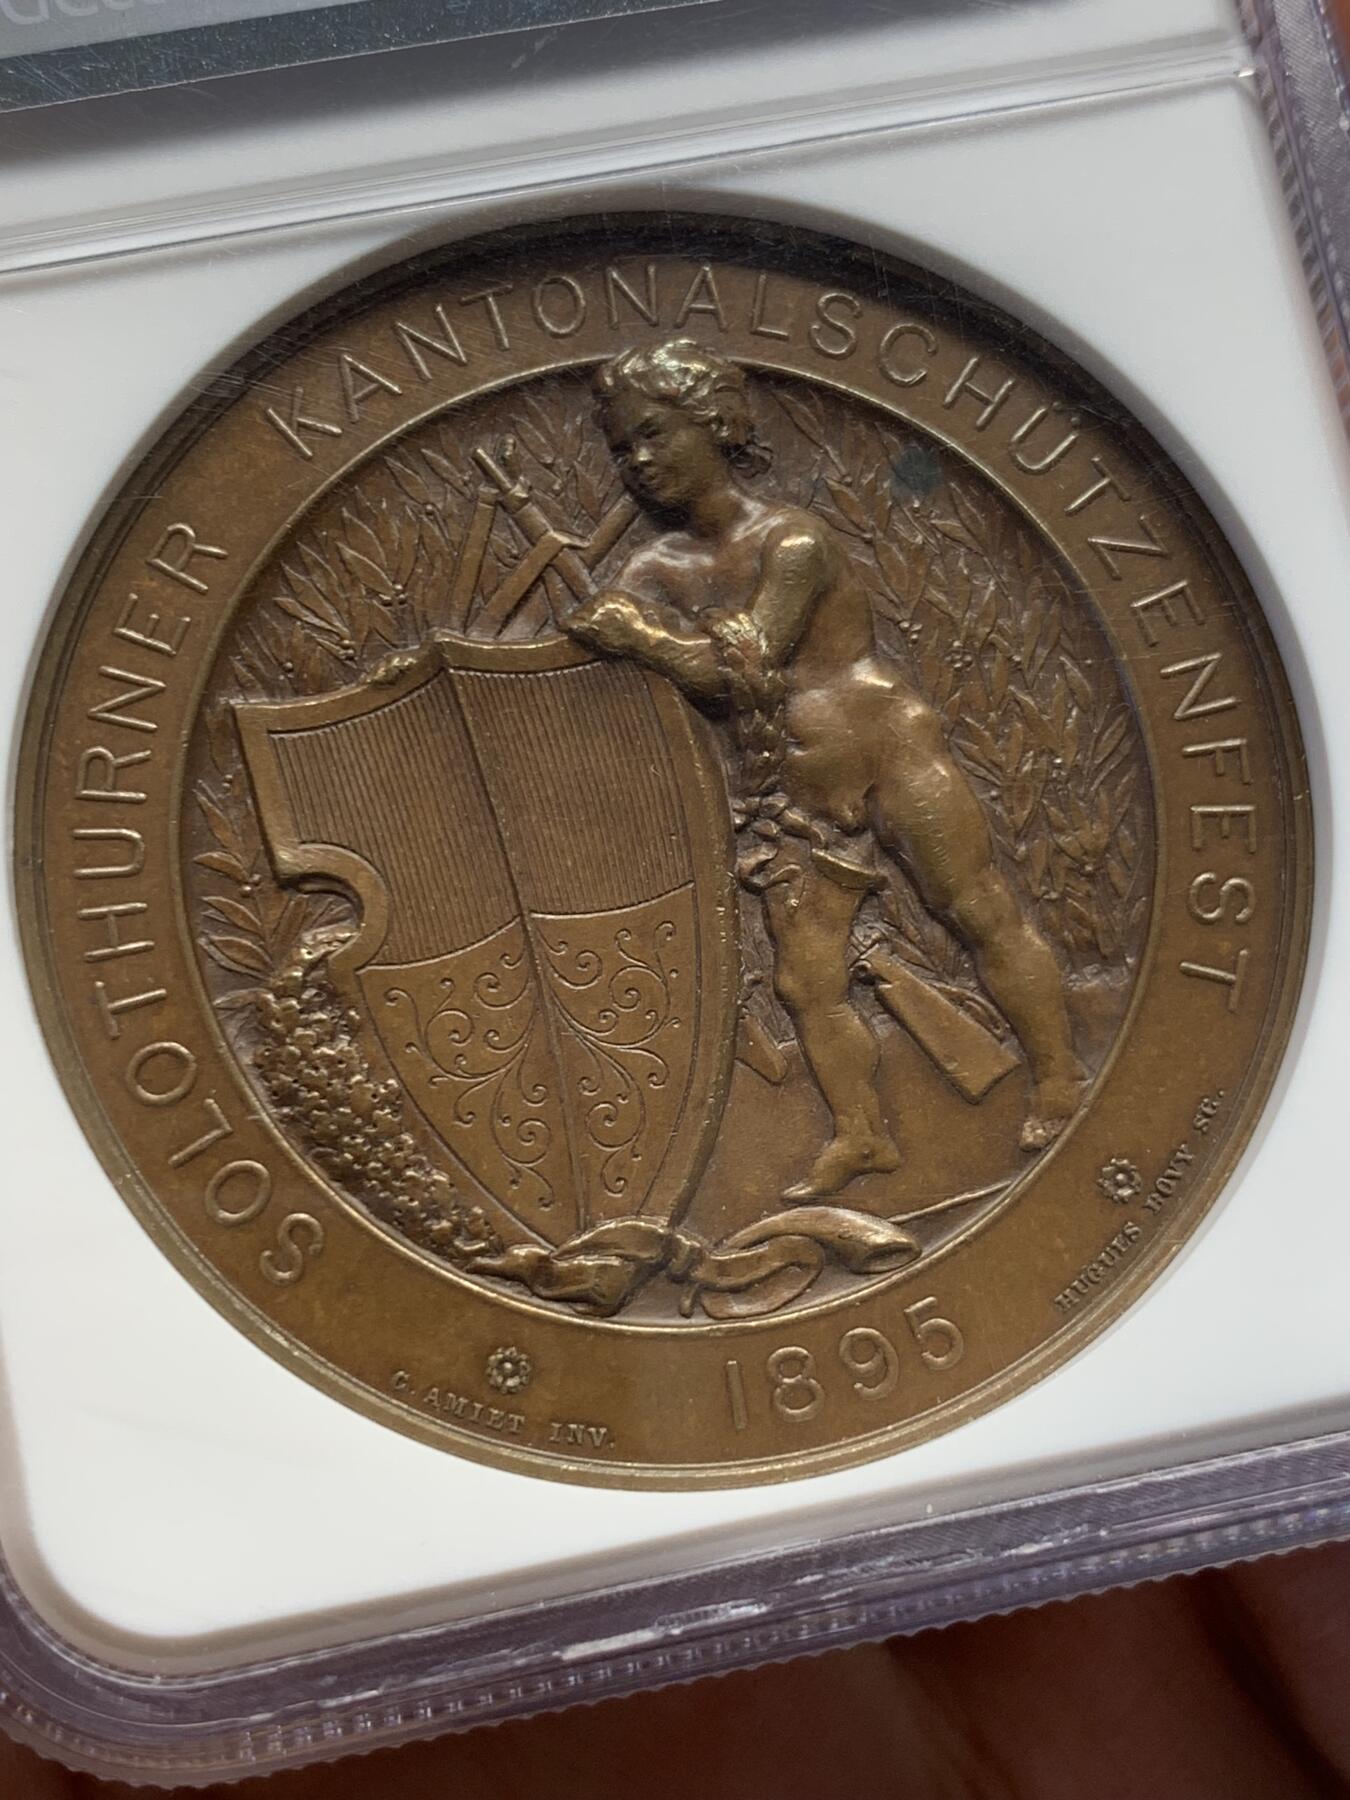 SOLOTHURNER KANTONALSCHÜTZENFEST
1895
C. AMIET INV.
HUGUES BOVY SC.